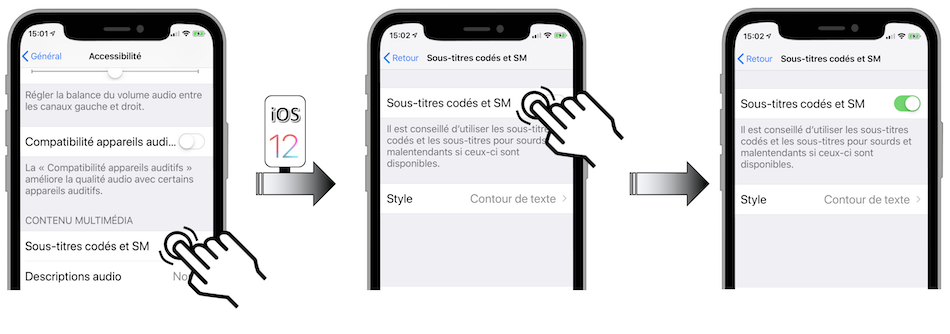 15:01
Général
Accessibilité
Régler la balance du volume audio entre
les canaux gauche et droit.
Compatibilité appareils audi...
La « Compatibilité appareils auditifs »
améliore la qualité audio avec certains
appareils auditifs.
CONTENU MULTIMÉDIA
Sous-titres codés et SM
Descriptions audio
iOS
12
15:02
Retour
Sous-titres codés et SM
Sous-titres codés et SM
Il est conseillé d'utiliser les sous-titres
codés et les sous-titres pour sourds
malentendants si ceux-ci sont
disponibles.
Style
Contour de texte
15:02
Retour
Sous-titres codés et SM
Sous-titres codés et SM
Il est conseillé d'utiliser les sous-titres
codés et les sous-titres pour sourds et
malentendants si ceux-ci sont
disponibles.
Style
Contour de texte